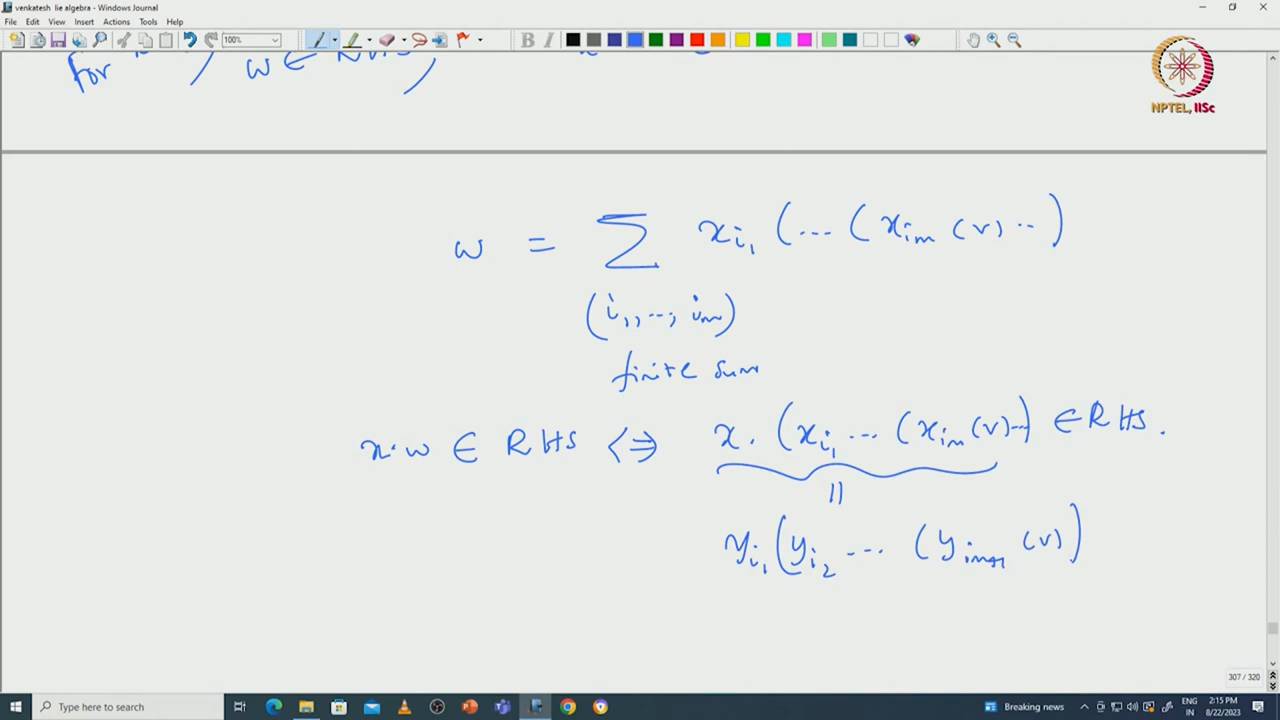 venkatesh lie algebra - Windows Journal
File Edit View Insert Actions Tools Help
100%
B I
for w ∈ RHS,
NPTEL, IISc
w = ∑ x_{i_1} (... (x_{i_m} (v) ..)
(i_1, .., i_m)
finite sum
x·w ∈ RHS ⇔ x. (x_{i_1} ... (x_{i_m} (v) ..) ∈ RHS.
||
y_{i_1} (y_{i_2} ... (y_{i_{m+1}} (v))
307 / 320
Type here to search
Breaking news
ENG
IN
2:15 PM
8/22/2023